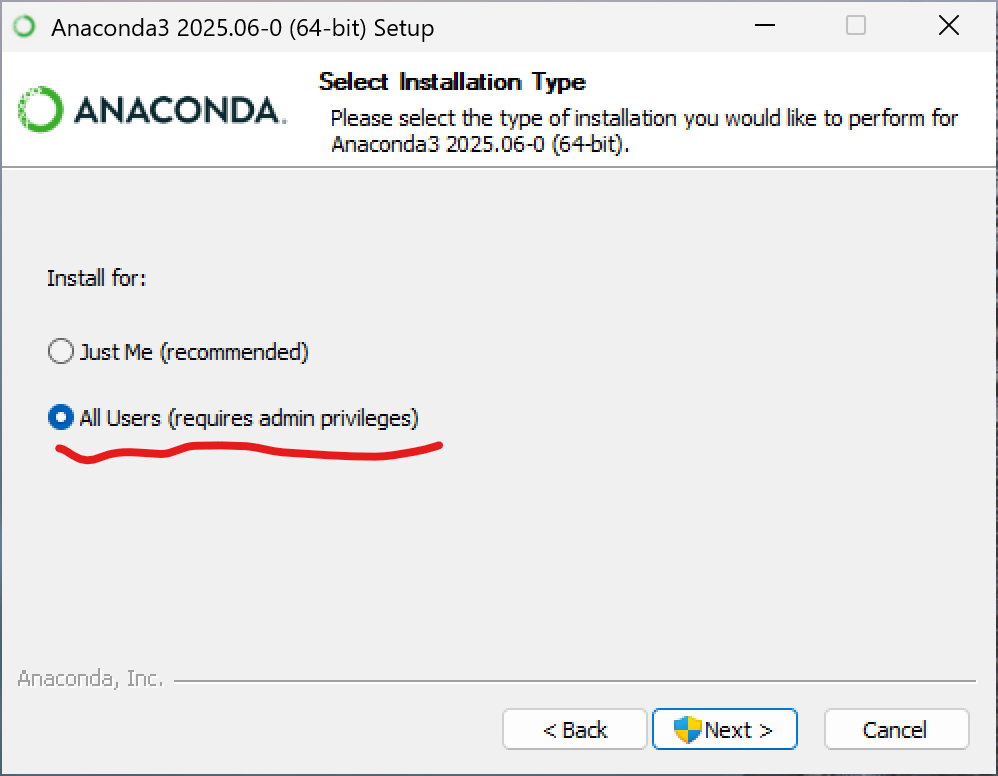 Anaconda3 2025.06-0 (64-bit) Setup
ANACONDA.
Select Installation Type
Please select the type of installation you would like to perform for
Anaconda3 2025.06-0 (64-bit).
Install for:
Just Me (recommended)
All Users (requires admin privileges)
Anaconda, Inc.
< Back
Next >
Cancel